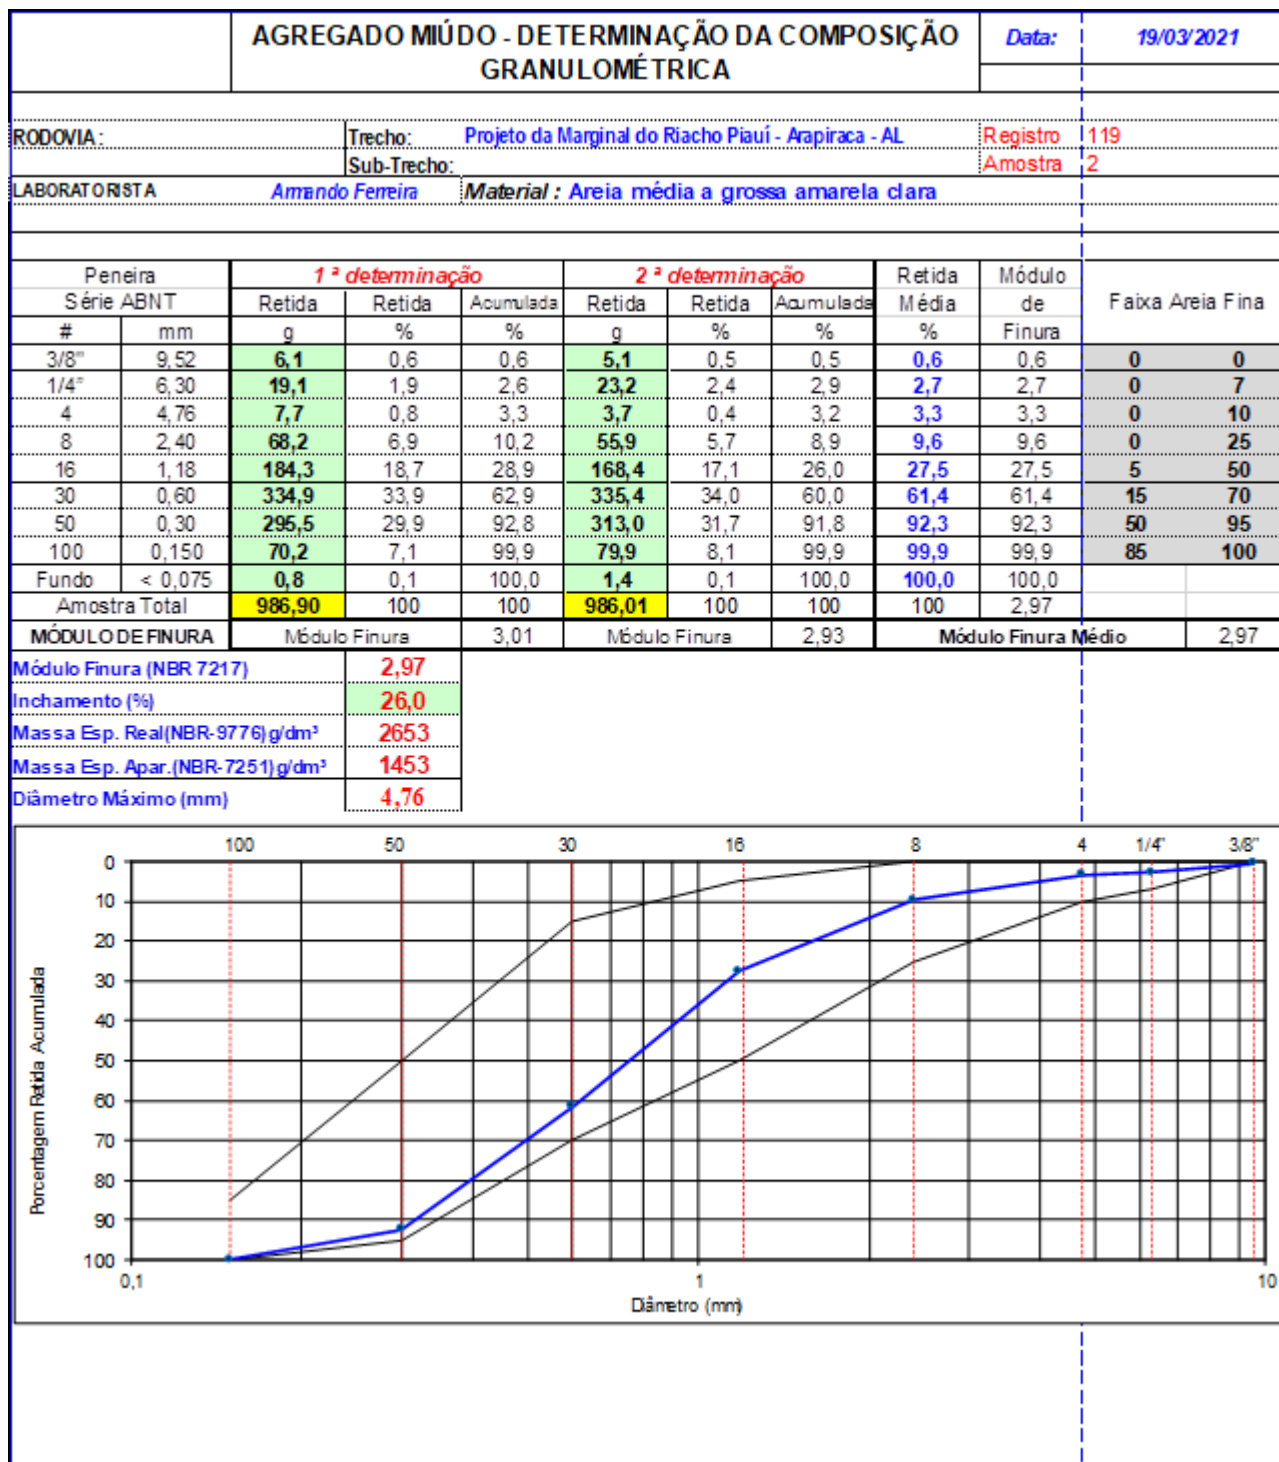 AGREGADO MIÚDO - DETERMINAÇÃO DA COMPOSIÇÃO GRANULOMÉTRICA
Data: 19/03/2021
RODOVIA: Trecho: Projeto da Marginal do Riacho Piauí - Arapiraca - AL Registro 119
Sub-Trecho: Amostra 2
LABORATORISTA Armando Ferreira Material : Areia média a grossa amarela clara
Peneira 1 ª determinação 2 ª determinação Retida Módulo
Série ABNT Retida Retida Acumulada Retida Retida Acumulada Média de Faixa Areia Fina
# mm g % % g % % % Finura
3/8" 9,52 6,1 0,6 0,6 5,1 0,5 0,5 0,6 0,6 0 0
1/4" 6,30 19,1 1,9 2,6 23,2 2,4 2,9 2,7 2,7 0 7
4 4,76 7,7 0,8 3,3 3,7 0,4 3,2 3,3 3,3 0 10
8 2,40 68,2 6,9 10,2 55,9 5,7 8,9 9,6 9,6 0 25
16 1,18 184,3 18,7 28,9 168,4 17,1 26,0 27,5 27,5 5 50
30 0,60 334,9 33,9 62,9 335,4 34,0 60,0 61,4 61,4 15 70
50 0,30 295,5 29,9 92,8 313,0 31,7 91,8 92,3 92,3 50 95
100 0,150 70,2 7,1 99,9 79,9 8,1 99,9 99,9 99,9 85 100
Fundo < 0,075 0,8 0,1 100,0 1,4 0,1 100,0 100,0 100,0
Amostra Total 986,90 100 100 986,01 100 100 100 2,97
MÓDULO DE FINURA Módulo Finura 3,01 Módulo Finura 2,93 Módulo Finura Médio 2,97
Módulo Finura (NBR 7217) 2,97
Inchamento (%) 26,0
Massa Esp. Real(NBR-9776)g/dm³ 2653
Massa Esp. Apar.(NBR-7251)g/dm³ 1453
Diâmetro Máximo (mm) 4,76
100 50 30 16 8 4 1/4" 3/8"
0
10
20
30
40
50
60
70
80
90
100
Porcentagem Retida Acumulada
0,1 1 10
Diâmetro (mm)